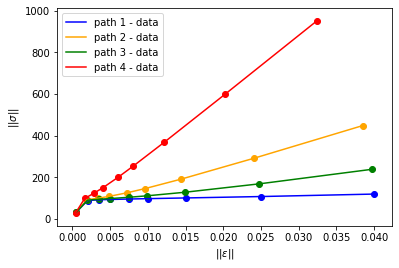 path 1 - data
path 2 - data
path 3 - data
path 4 - data
1000
800
600
400
200
0
||σ||
0.000 0.005 0.010 0.015 0.020 0.025 0.030 0.035 0.040
||ε||